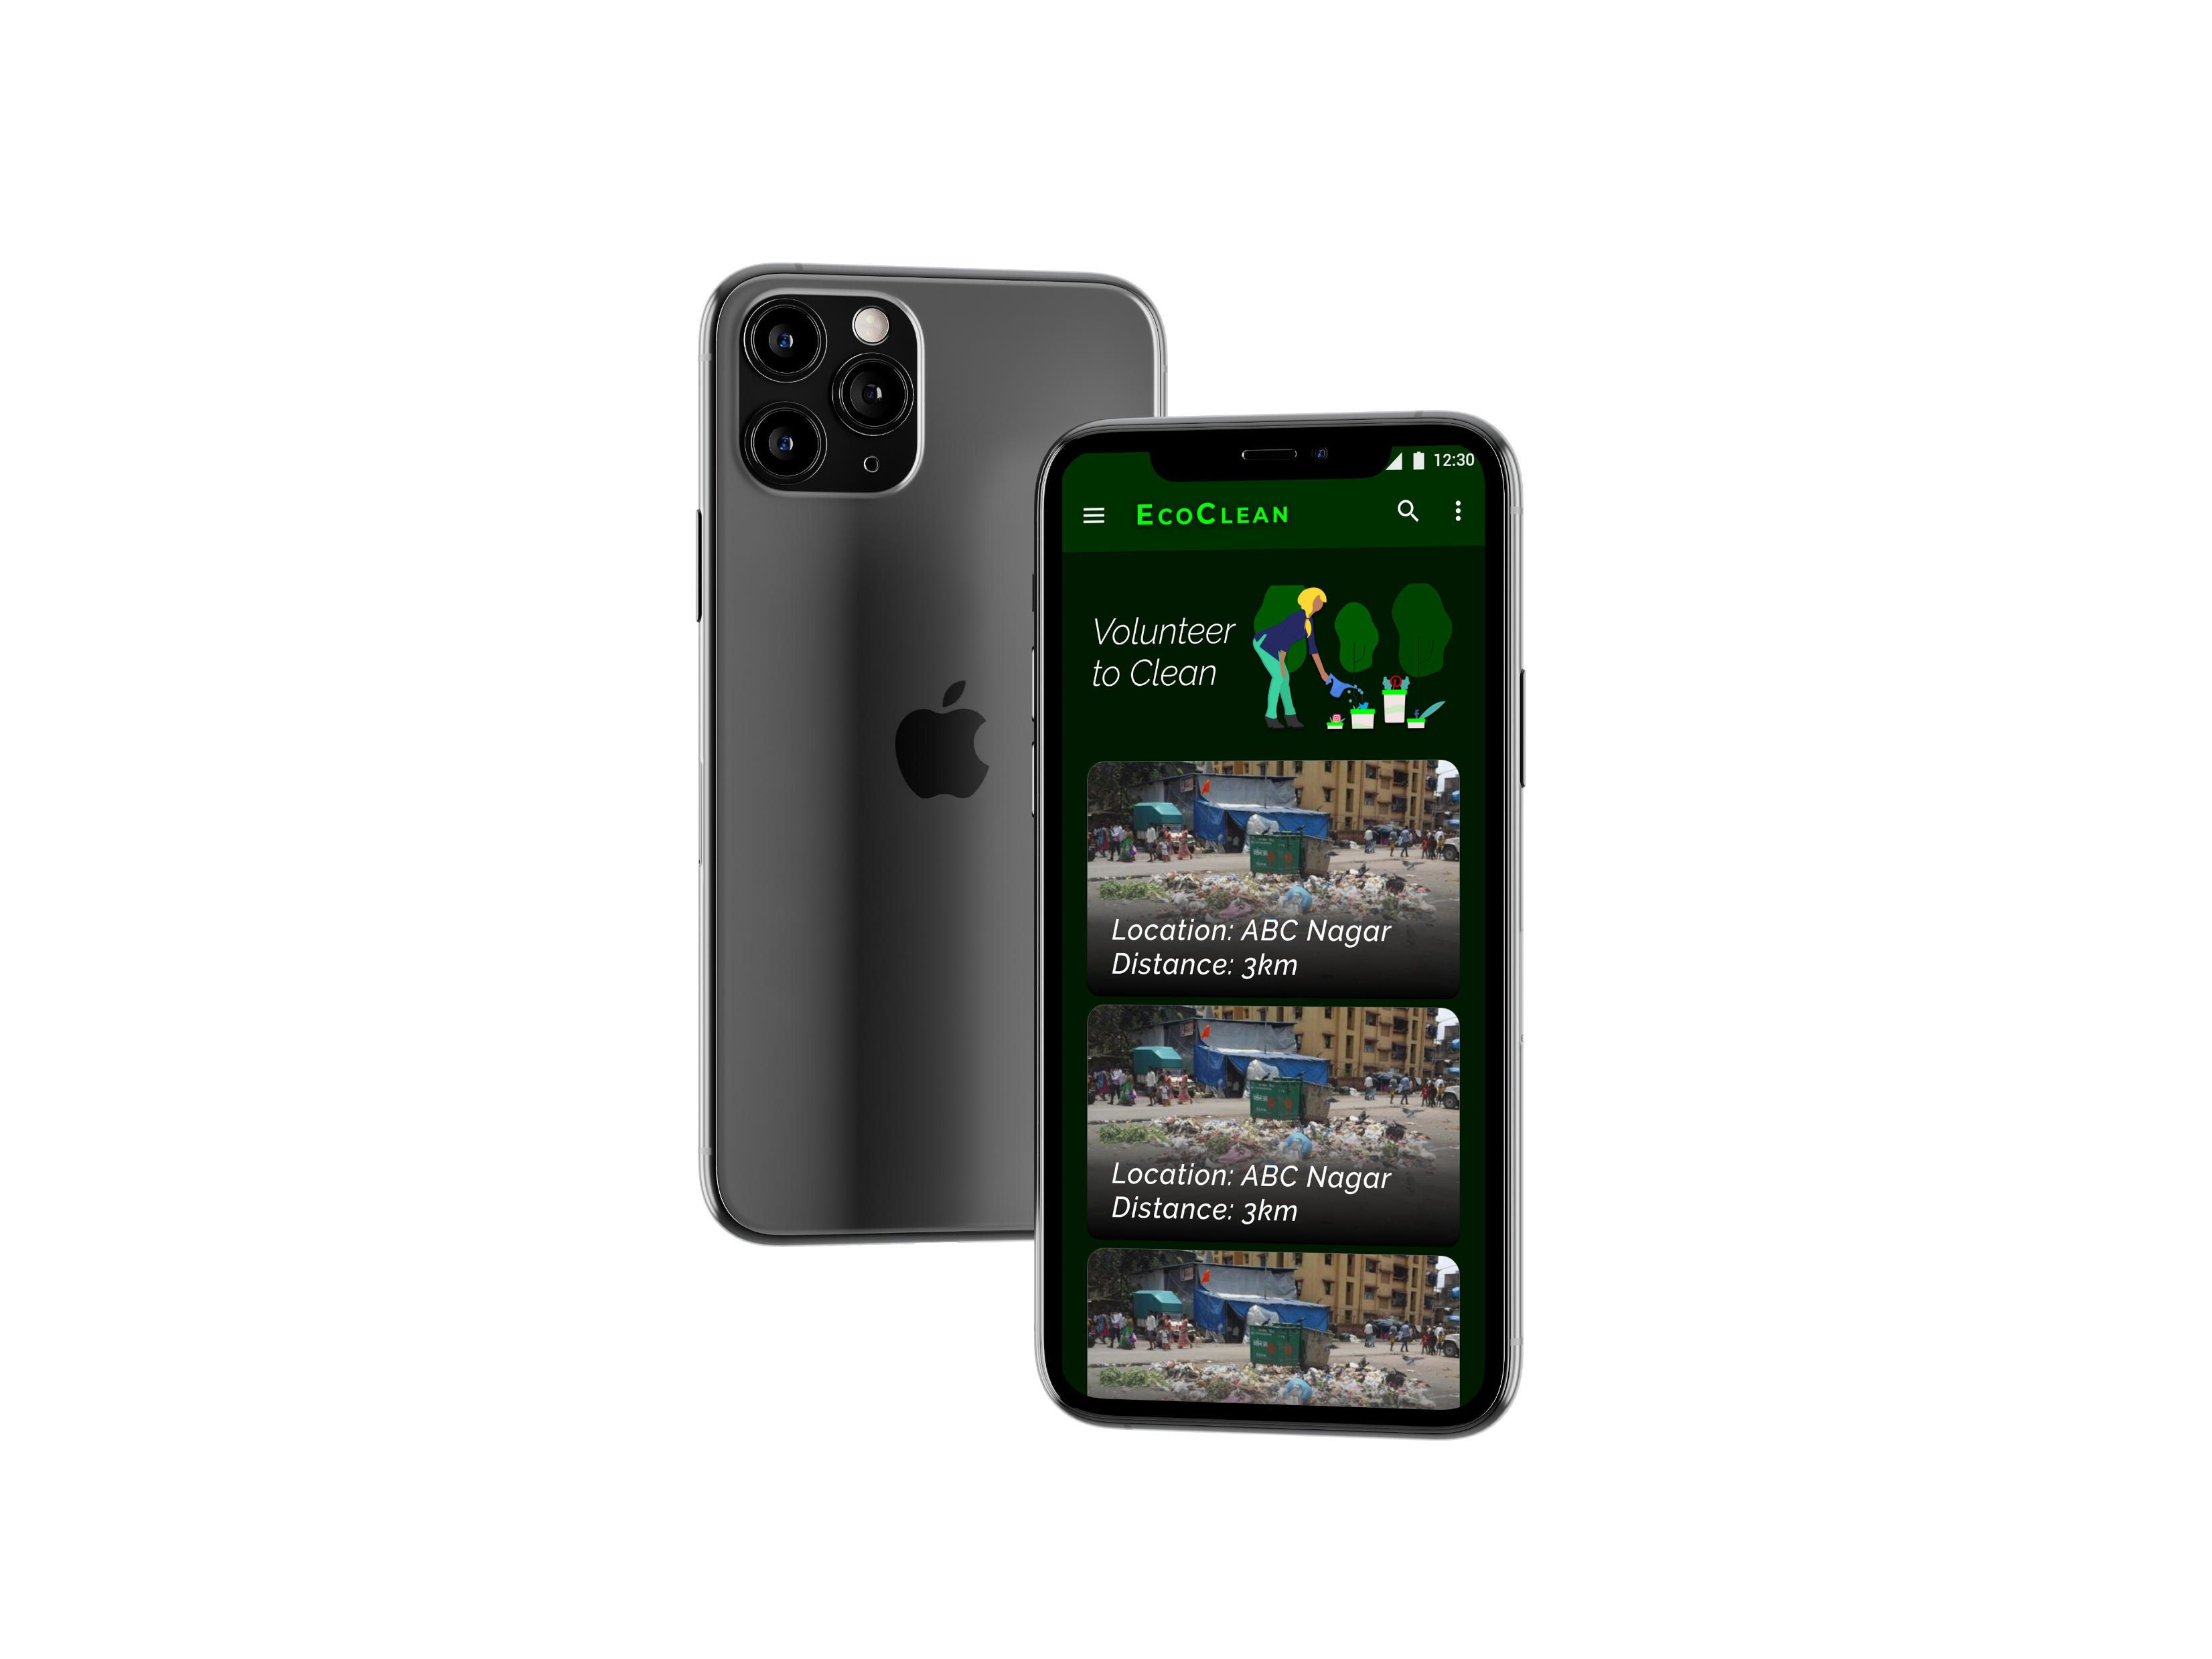 12:30
EcoClean
Volunteer
to Clean
Location: ABC Nagar
Distance: 3km
Location: ABC Nagar
Distance: 3km